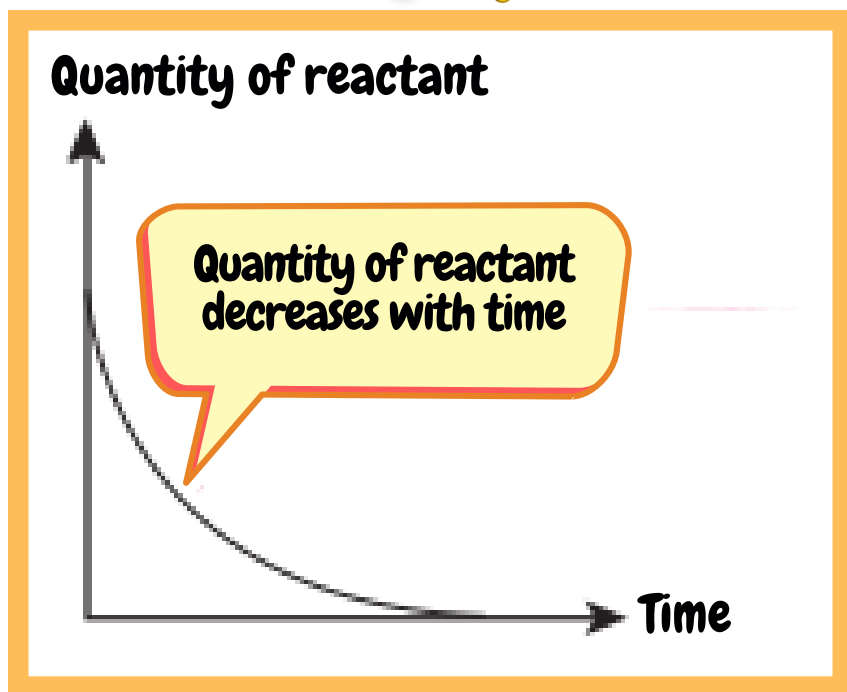 Quantity of reactant
Quantity of reactant
decreases with time
Time